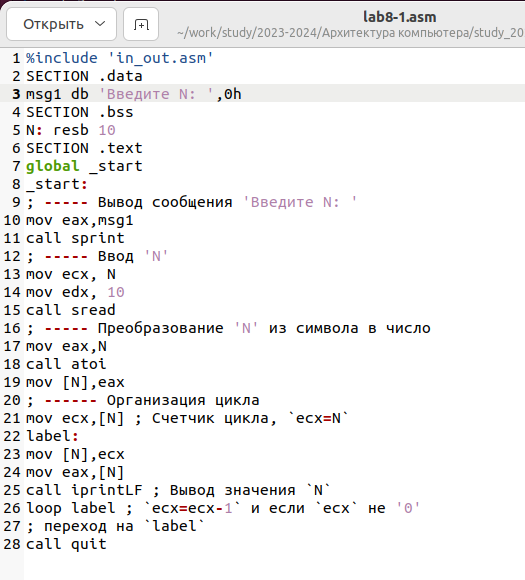 Открыть
lab8-1.asm
~/work/study/2023-2024/Архитектура компьютера/study_20
1 %include 'in_out.asm'
2 SECTION .data
3 msg1 db 'Введите N: ',0h
4 SECTION .bss
5 N: resb 10
6 SECTION .text
7 global _start
8 _start:
9 ; ----- Вывод сообщения 'Введите N: '
10 mov eax,msg1
11 call sprint
12 ; ----- Ввод 'N'
13 mov ecx, N
14 mov edx, 10
15 call sread
16 ; ----- Преобразование 'N' из символа в число
17 mov eax,N
18 call atoi
19 mov [N],eax
20 ; ------ Организация цикла
21 mov ecx,[N] ; Счетчик цикла, `ecx=N`
22 label:
23 mov [N],ecx
24 mov eax,[N]
25 call iprintLF ; Вывод значения `N`
26 loop label ; `ecx=ecx-1` и если `ecx` не '0'
27 ; переход на `label`
28 call quit